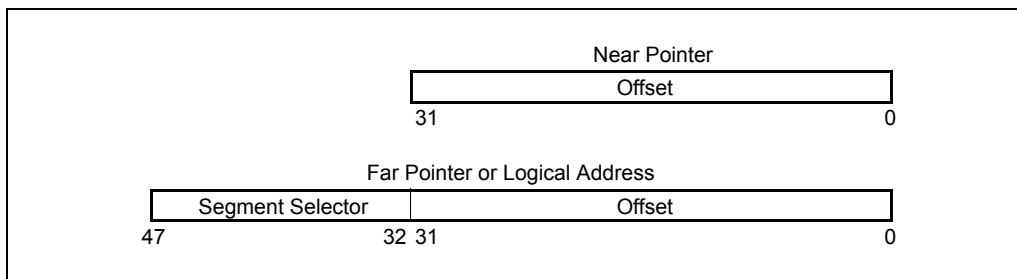 Near Pointer
Offset
31 0
Far Pointer or Logical Address
Segment Selector Offset
47 32 31 0